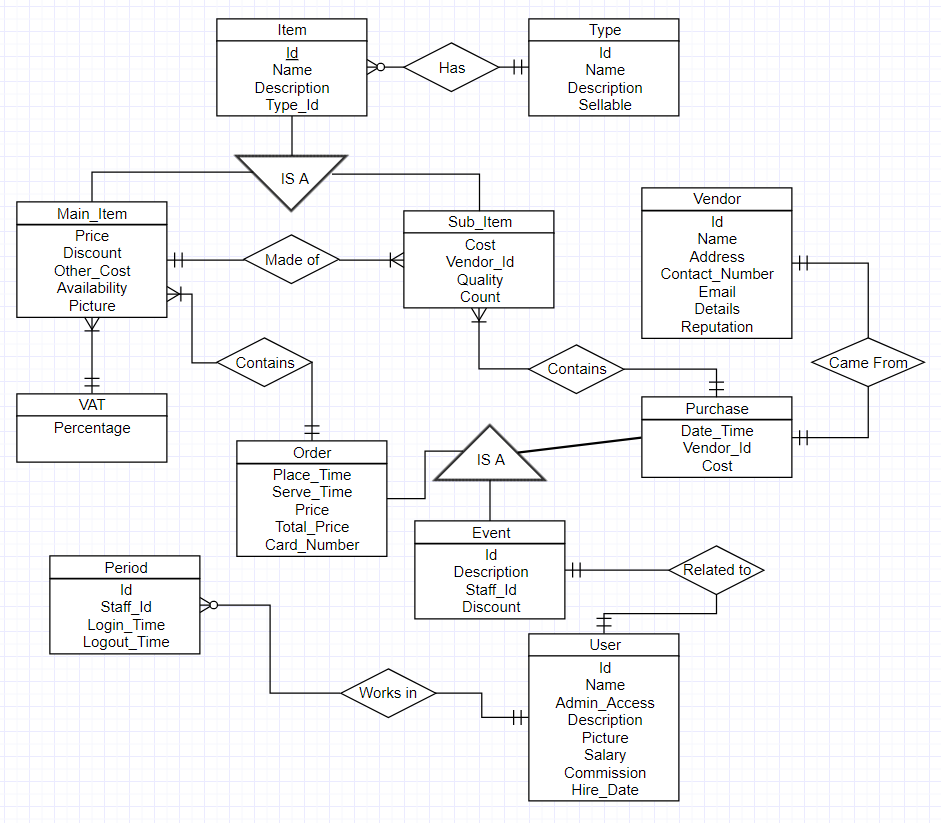 Item
Id
Name
Description
Type_Id
Has
Type
Id
Name
Description
Sellable
IS A
Main_Item
Price
Discount
Other_Cost
Availability
Picture
Made of
Sub_Item
Cost
Vendor_Id
Quality
Count
Vendor
Id
Name
Address
Contact_Number
Email
Details
Reputation
Contains
Contains
Came From
VAT
Percentage
Purchase
Date_Time
Vendor_Id
Cost
Order
Place_Time
Serve_Time
Price
Total_Price
Card_Number
IS A
Event
Id
Description
Staff_Id
Discount
Related to
Period
Id
Staff_Id
Login_Time
Logout_Time
Works in
User
Id
Name
Admin_Access
Description
Picture
Salary
Commission
Hire_Date